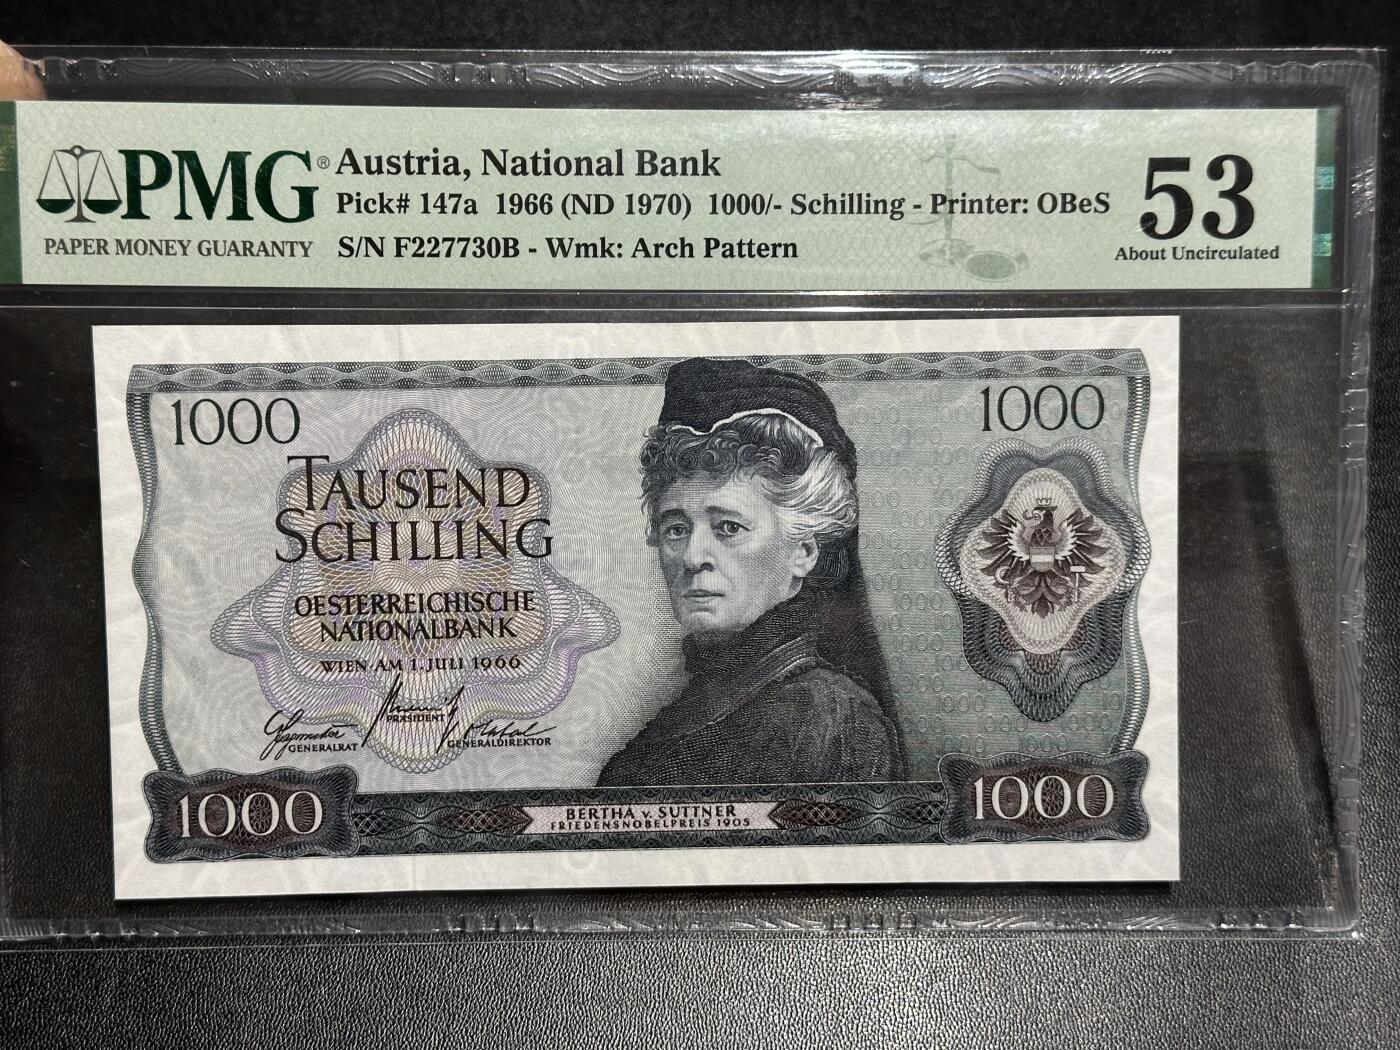 PMG® Austria, National Bank
Pick# 147a 1966 (ND 1970) 1000/- Schilling - Printer: OBeS
PAPER MONEY GUARANTY
S/N F227730B - Wmk: Arch Pattern
53
About Uncirculated
1000
1000
TAUSEND
SCHILLING
OESTERREICHISCHE
NATIONALBANK
WIEN·AM 1. JULI 1966
PRÄSIDENT
GENERALRAT
GENERALDIREKTOR
1000
BERTHA v. SUTTNER
FRIEDENSNOBELPREIS 1905
1000